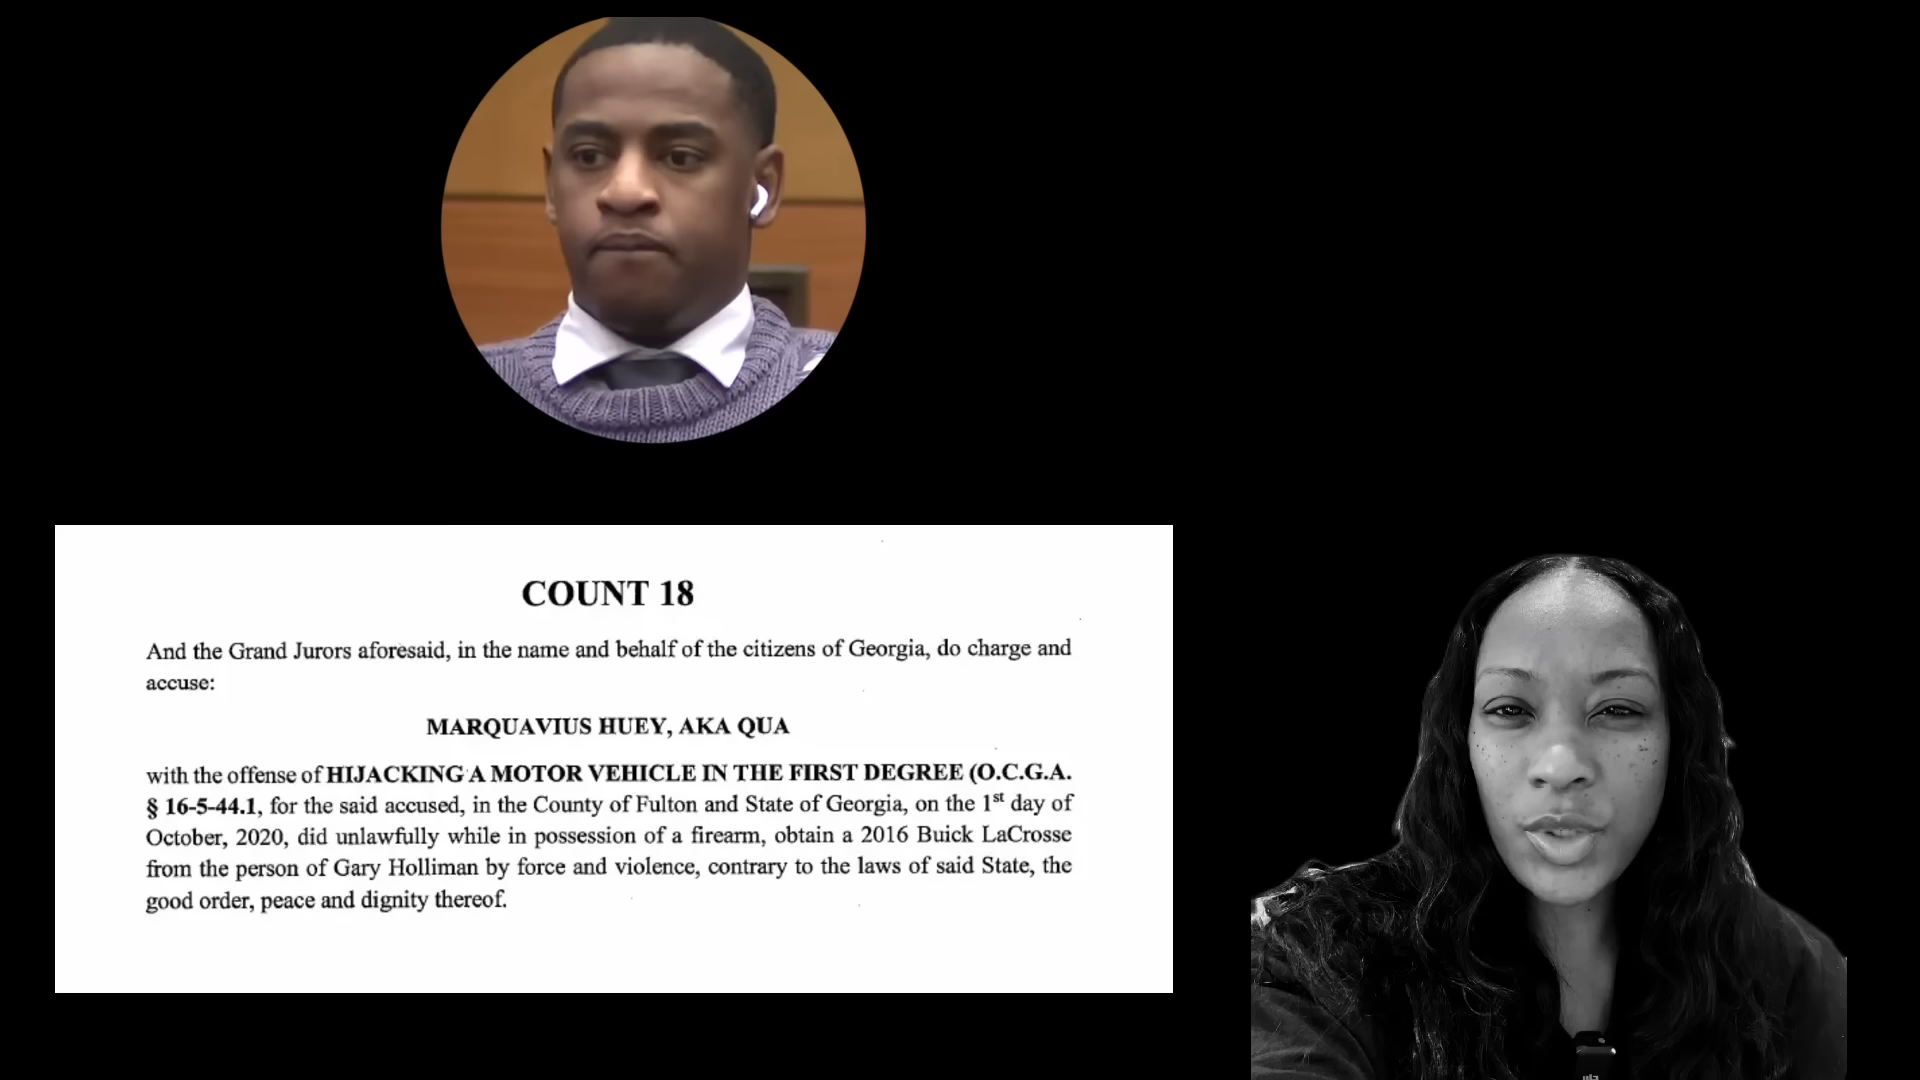 COUNT 18
And the Grand Jurors aforesaid, in the name and behalf of the citizens of Georgia, do charge and
accuse:
MARQUAVIUS HUEY, AKA QUA
with the offense of HIJACKING A MOTOR VEHICLE IN THE FIRST DEGREE (O.C.G.A.
§ 16-5-44.1, for the said accused, in the County of Fulton and State of Georgia, on the 1st day of
October, 2020, did unlawfully while in possession of a firearm, obtain a 2016 Buick LaCrosse
from the person of Gary Holliman by force and violence, contrary to the laws of said State, the
good order, peace and dignity thereof.